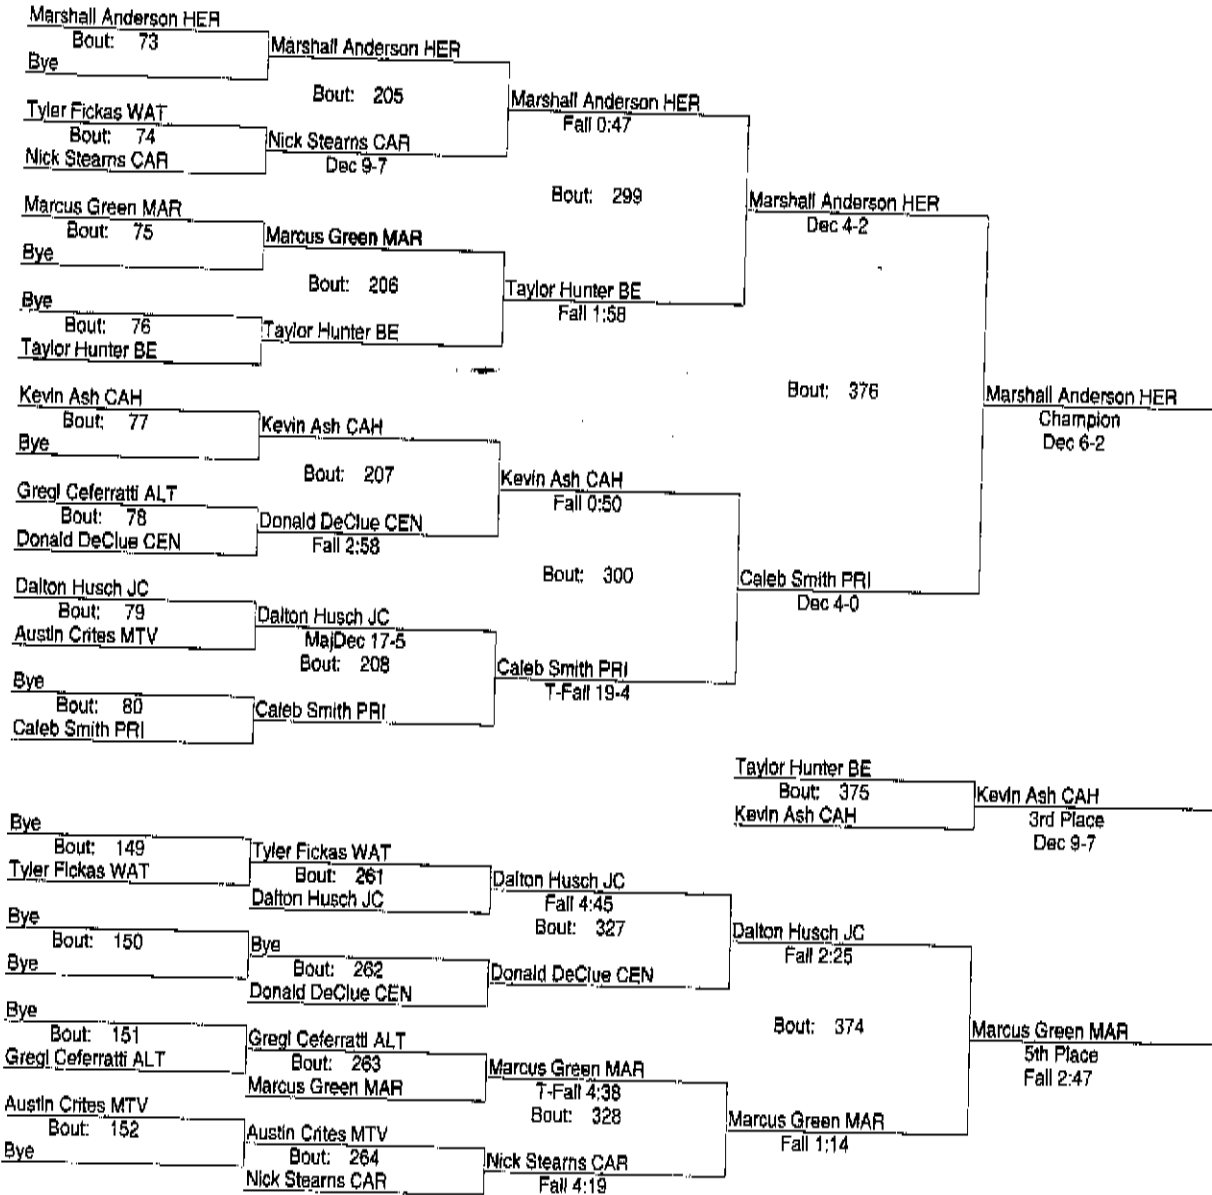 Marshall Anderson HER
Bout: 73
Bye
Marshall Anderson HER
Bout: 205
Tyler Fickas WAT
Bout: 74
Nick Stearns CAR
Nick Stearns CAR
Dec 9-7
Marshall Anderson HER
Fall 0:47
Bout: 299
Marcus Green MAR
Bout: 75
Bye
Marcus Green MAR
Bout: 206
Bye
Bout: 76
Taylor Hunter BE
Taylor Hunter BE
Taylor Hunter BE
Fall 1:58
Marshall Anderson HER
Dec 4-2
Bout: 376
Marshall Anderson HER
Champion
Dec 6-2
Kevin Ash CAH
Bout: 77
Bye
Kevin Ash CAH
Bout: 207
Gregl Ceferratti ALT
Bout: 78
Donald DeClue CEN
Donald DeClue CEN
Fall 2:58
Kevin Ash CAH
Fall 0:50
Bout: 300
Dalton Husch JC
Bout: 79
Austin Crites MTV
Dalton Husch JC
MajDec 17-5
Bout: 208
Bye
Bout: 80
Caleb Smith PRI
Caleb Smith PRI
Caleb Smith PRI
T-Fall 19-4
Caleb Smith PRI
Dec 4-0
Taylor Hunter BE
Bout: 375
Kevin Ash CAH
Kevin Ash CAH
3rd Place
Dec 9-7
Bye
Bout: 149
Tyler Fickas WAT
Tyler Fickas WAT
Bout: 261
Dalton Husch JC
Dalton Husch JC
Fall 4:45
Bout: 327
Bye
Bout: 150
Bye
Bye
Bout: 262
Donald DeClue CEN
Donald DeClue CEN
Dalton Husch JC
Fall 2:25
Bout: 374
Bye
Bout: 151
Gregl Ceferratti ALT
Gregl Ceferratti ALT
Bout: 263
Marcus Green MAR
Marcus Green MAR
T-Fall 4:38
Bout: 328
Austin Crites MTV
Bout: 152
Bye
Austin Crites MTV
Bout: 264
Nick Stearns CAR
Nick Stearns CAR
Fall 4:19
Marcus Green MAR
Fall 1:14
Marcus Green MAR
5th Place
Fall 2:47